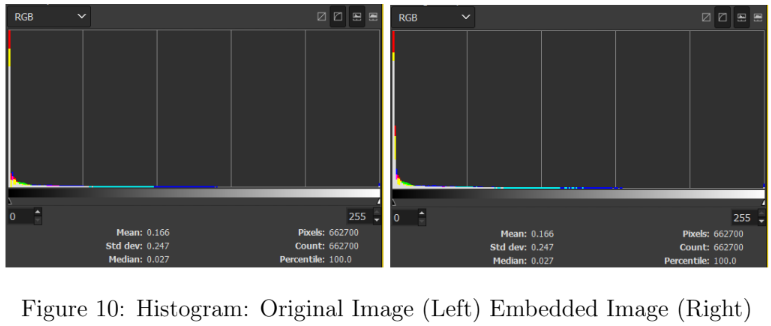 RGB
0
255
Mean: 0.166
Pixels: 662700
Std dev: 0.247
Count: 662700
Median: 0.027
Percentile: 100.0
RGB
0
255
Mean: 0.166
Pixels: 662700
Std dev: 0.247
Count: 662700
Median: 0.027
Percentile: 100.0
Figure 10: Histogram: Original Image (Left) Embedded Image (Right)